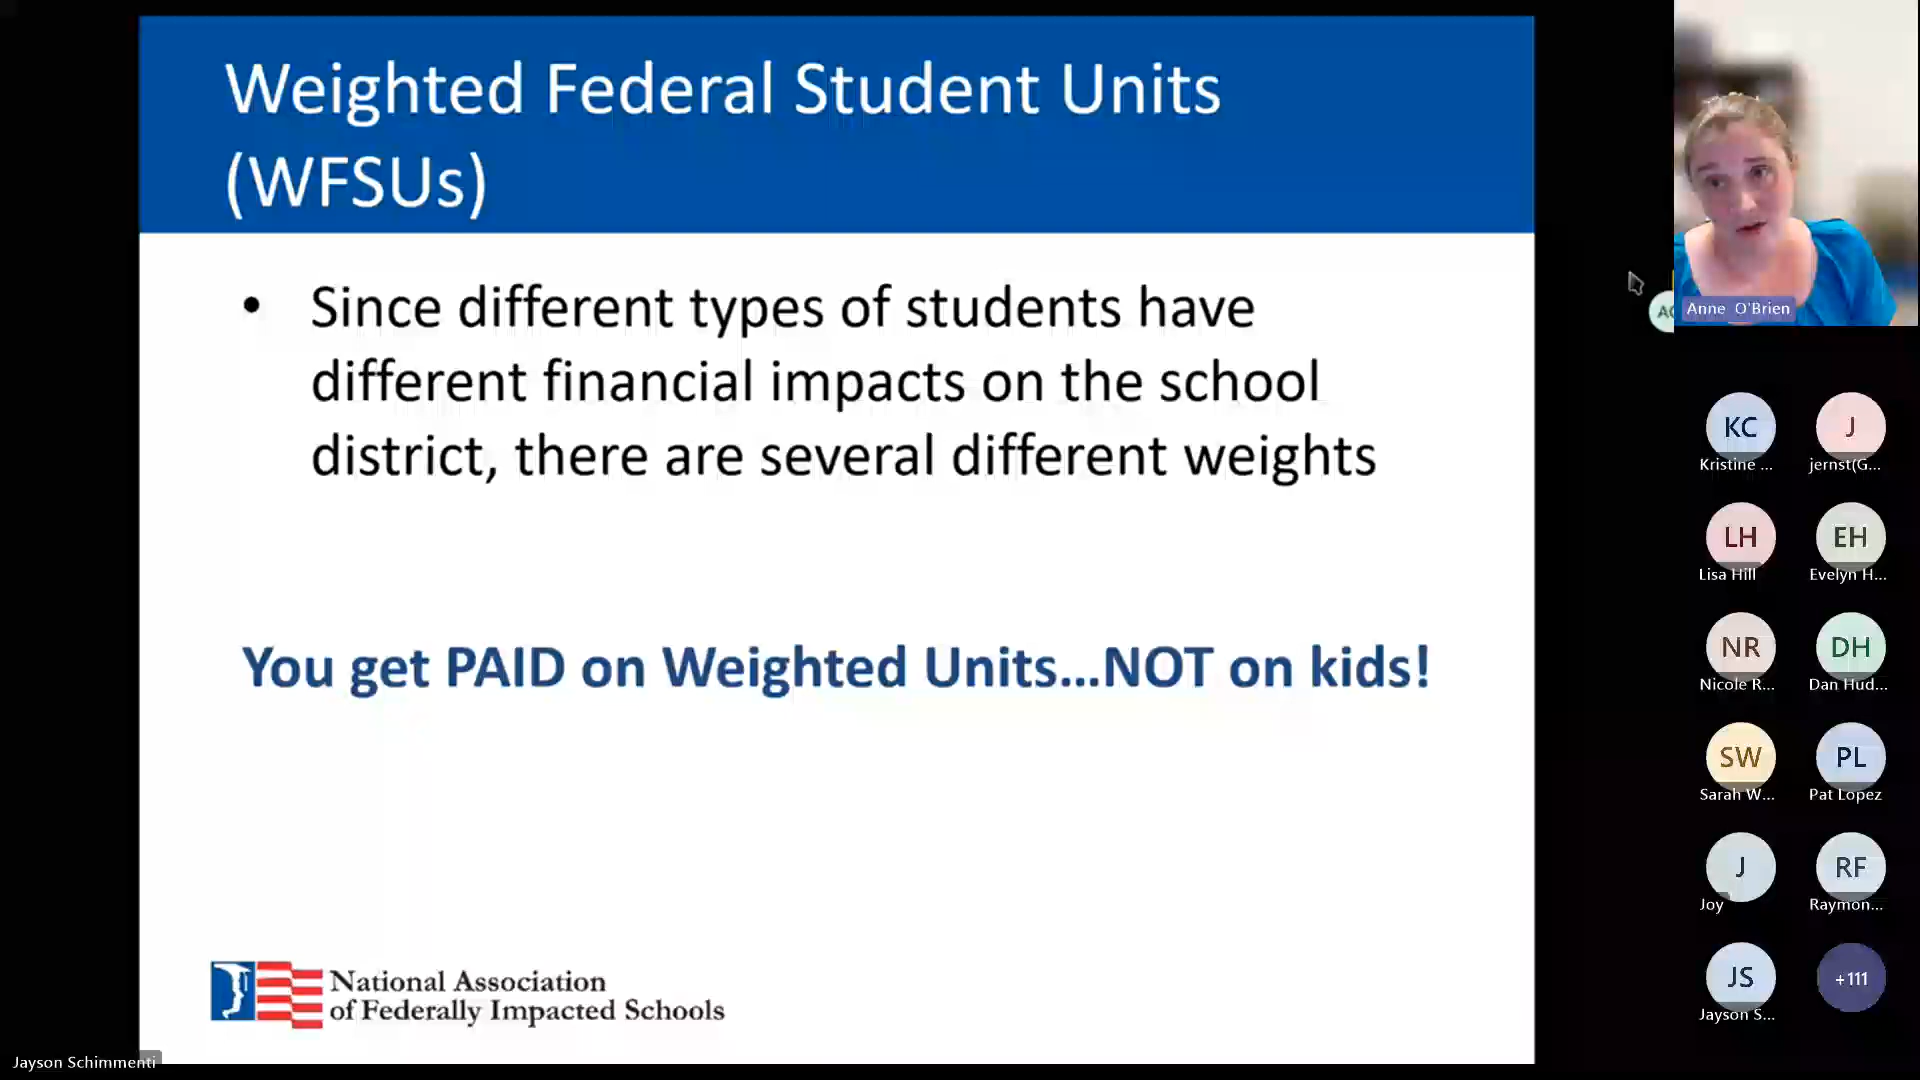 Weighted Federal Student Units
(WFSUs)
• Since different types of students have
different financial impacts on the school
district, there are several different weights
You get PAID on Weighted Units...NOT on kids!
National Association
of Federally Impacted Schools
Jayson Schimmenti
Anne O'Brien
KC
Kristine ...
J
jernst(G...
LH
Lisa Hill
EH
Evelyn H...
NR
Nicole R...
DH
Dan Hud...
SW
Sarah W...
PL
Pat Lopez
J
Joy
RF
Raymon...
JS
Jayson S...
+111